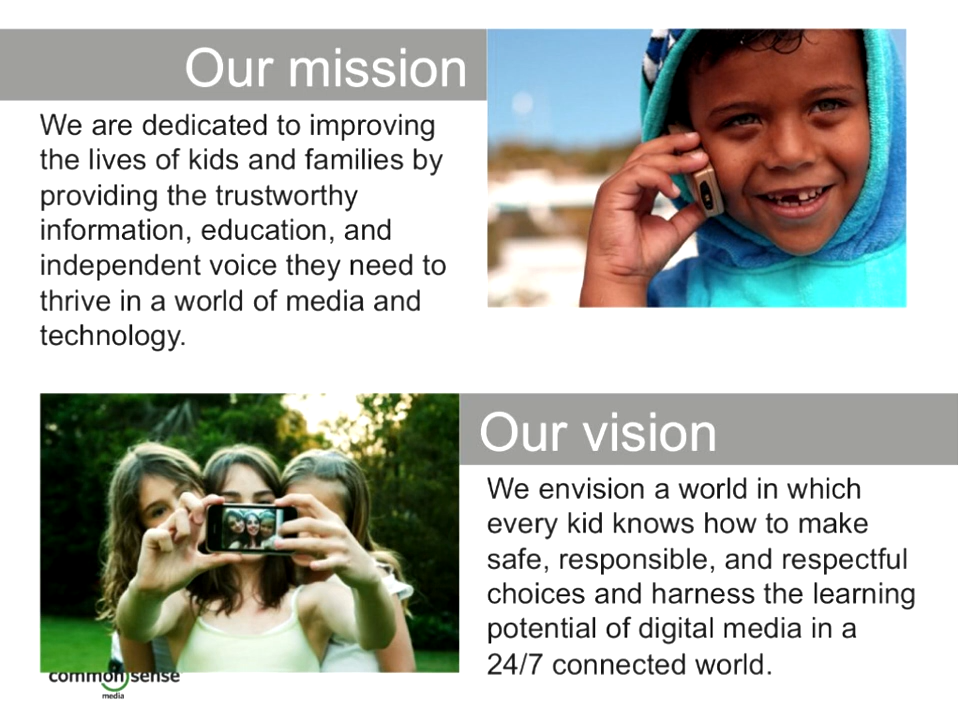 Our mission
We are dedicated to improving
the lives of kids and families by
providing the trustworthy
information, education, and
independent voice they need to
thrive in a world of media and
technology.
Our vision
We envision a world in which
every kid knows how to make
safe, responsible, and respectful
choices and harness the learning
potential of digital media in a
24/7 connected world.
common sense
media